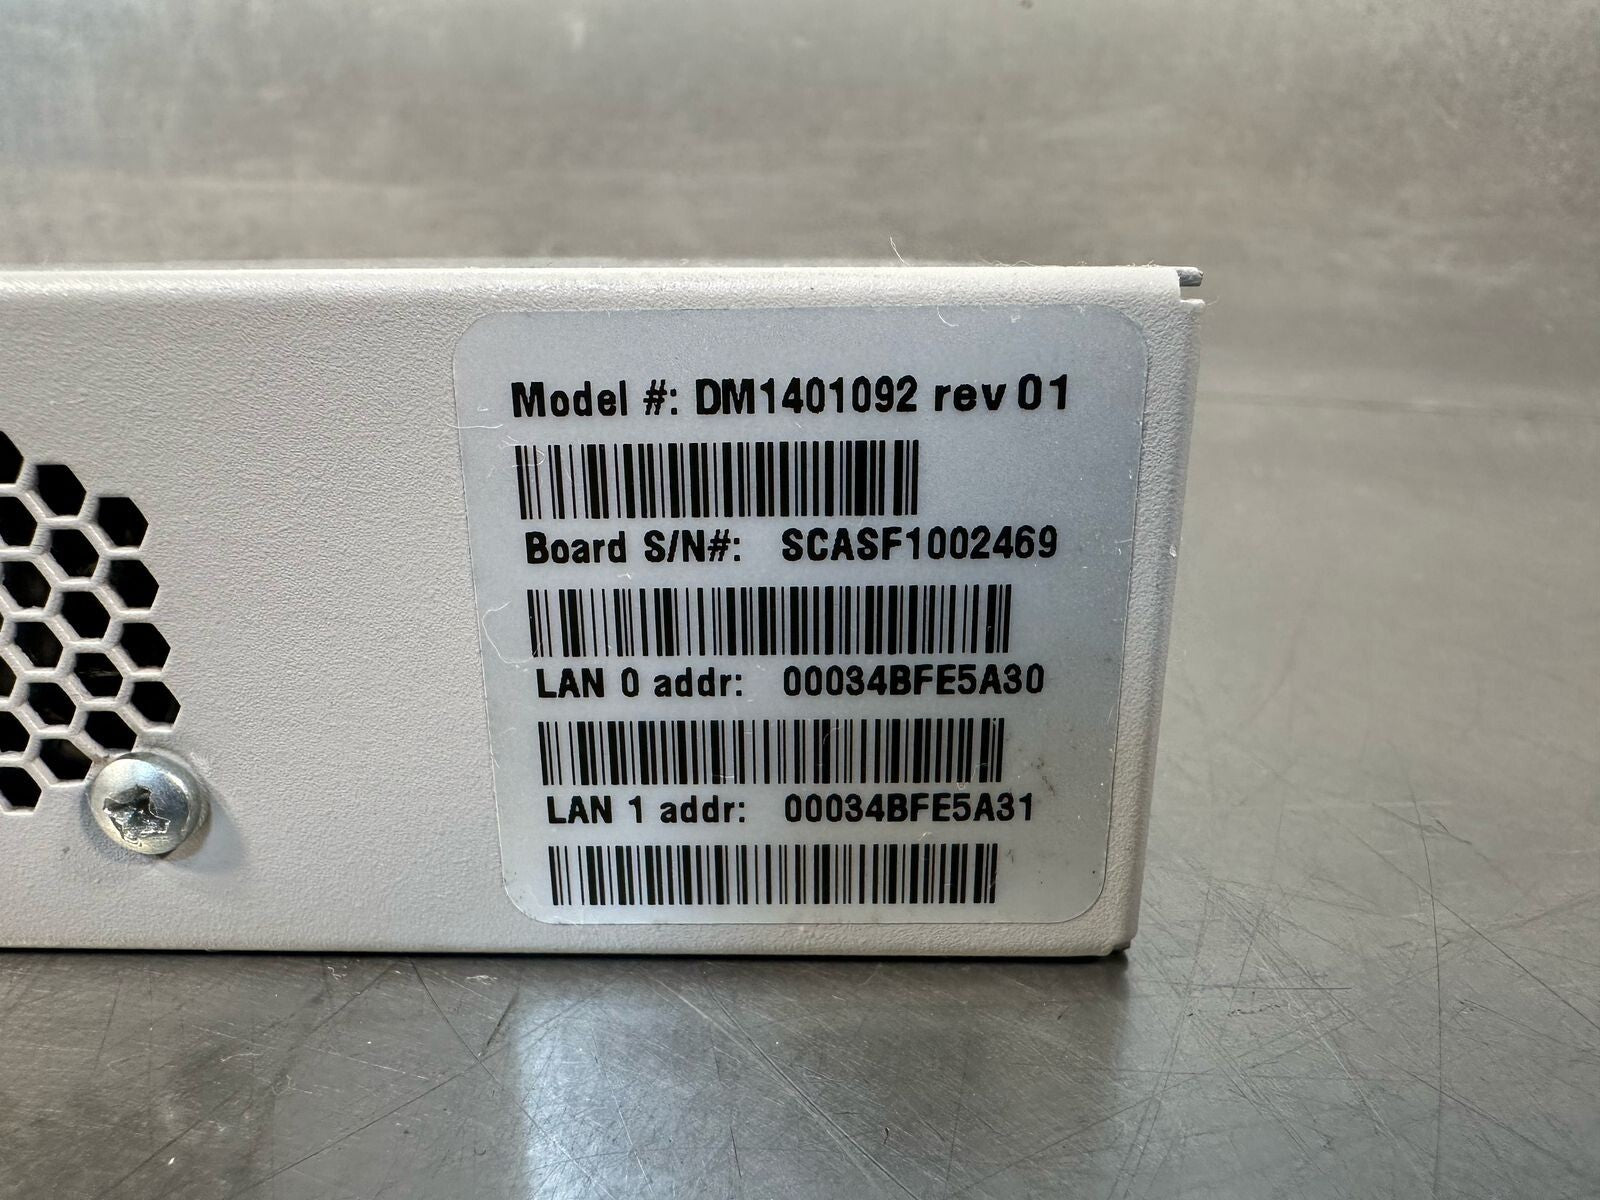 Model #: DM1401092 rev 01
Board S/N#: SCASF1002469
LAN 0 addr: 00034BFE5A30
LAN 1 addr: 00034BFE5A31